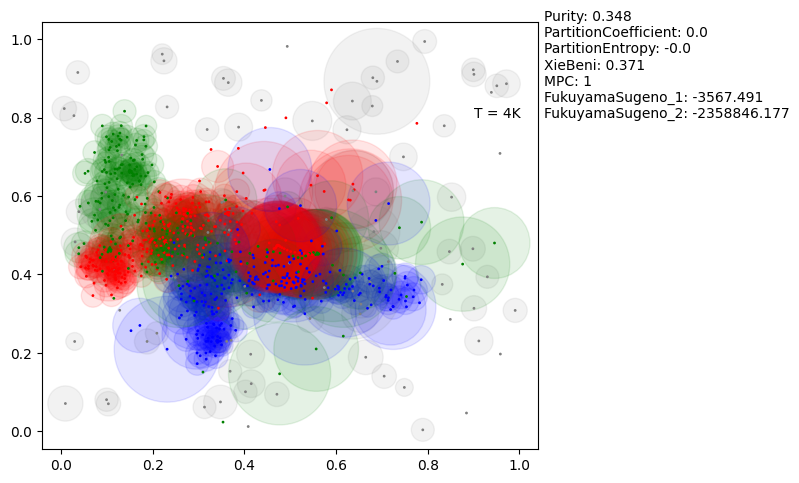 Purity: 0.348
PartitionCoefficient: 0.0
PartitionEntropy: -0.0
XieBeni: 0.371
MPC: 1
FukuyamaSugeno_1: -3567.491
FukuyamaSugeno_2: -2358846.177
T = 4K
1.0
0.8
0.6
0.4
0.2
0.0
0.0 0.2 0.4 0.6 0.8 1.0